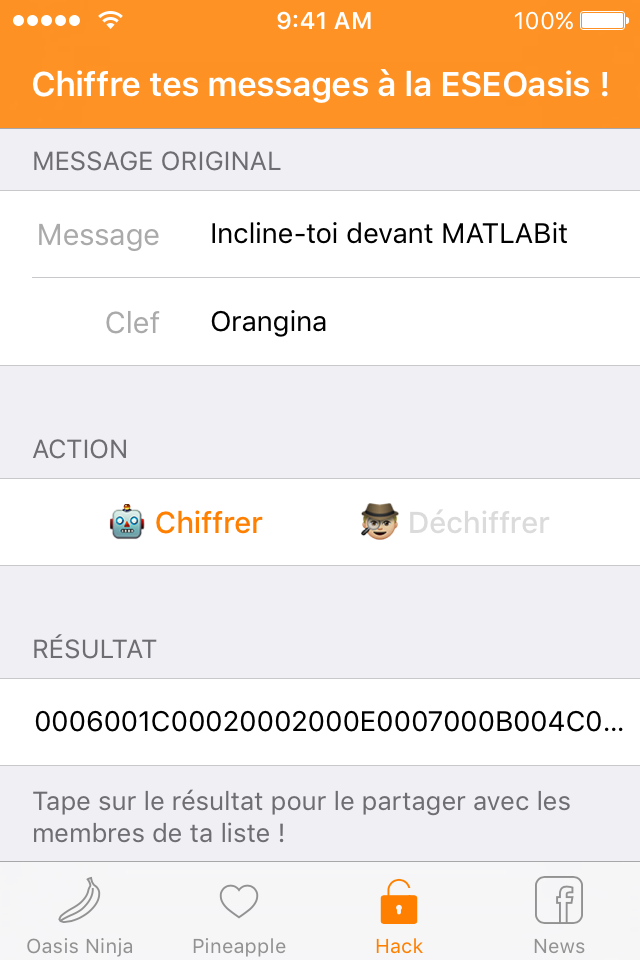 9:41 AM 100%
Chiffre tes messages à la ESEOasis !
MESSAGE ORIGINAL
Message Incline-toi devant MATLABit
Clef Orangina
ACTION
Chiffrer Déchiffrer
RÉSULTAT
0006001C00020002000E0007000B004C0...
Tape sur le résultat pour le partager avec les
membres de ta liste !
Oasis Ninja Pineapple Hack News